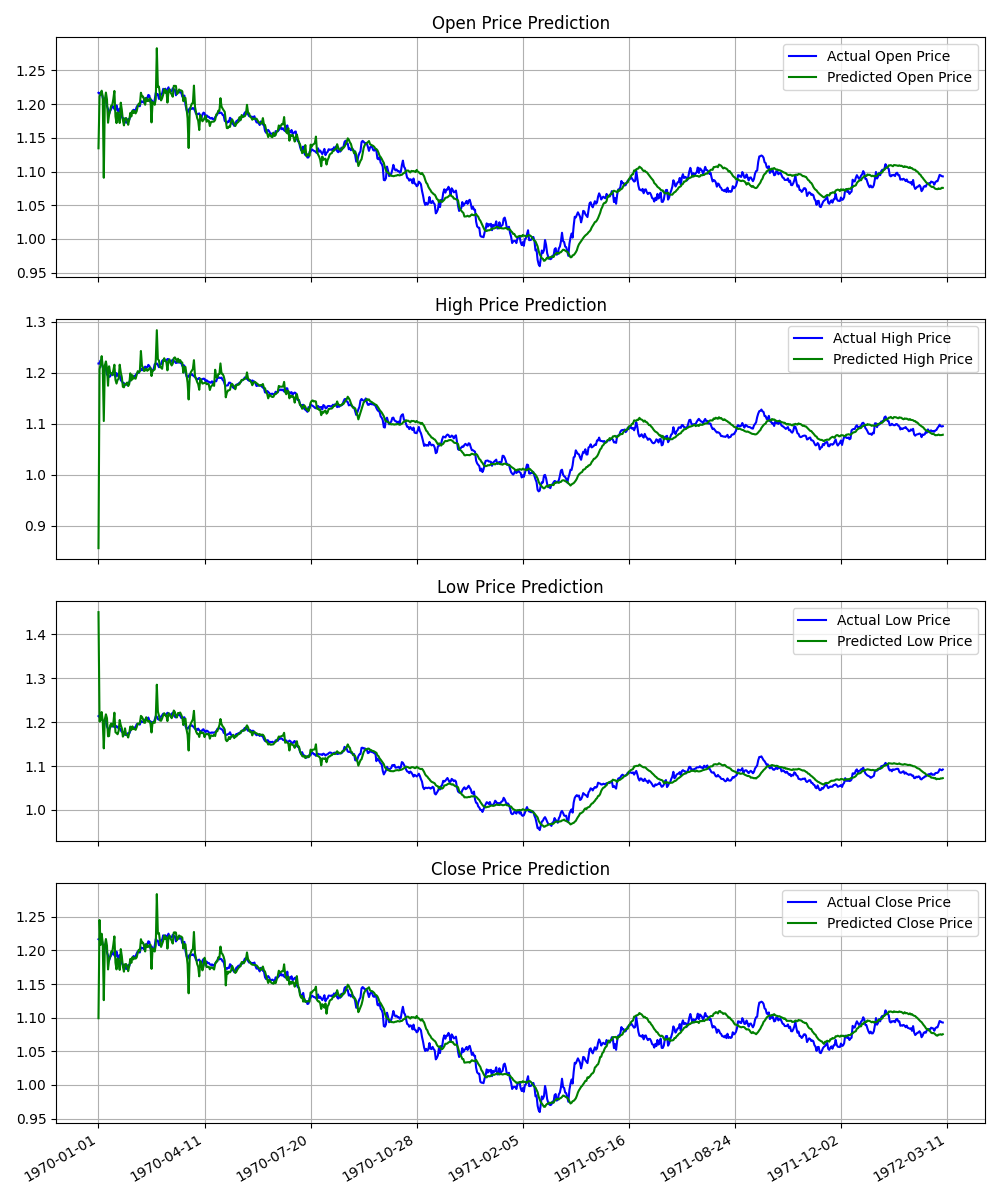 Open Price Prediction
Actual Open Price
Predicted Open Price
1.25
1.20
1.15
1.10
1.05
1.00
0.95
High Price Prediction
Actual High Price
Predicted High Price
1.3
1.2
1.1
1.0
0.9
Low Price Prediction
Actual Low Price
Predicted Low Price
1.4
1.3
1.2
1.1
1.0
Close Price Prediction
Actual Close Price
Predicted Close Price
1.25
1.20
1.15
1.10
1.05
1.00
0.95
1970-01-01
1970-04-11
1970-07-20
1970-10-28
1971-02-05
1971-05-16
1971-08-24
1971-12-02
1972-03-11